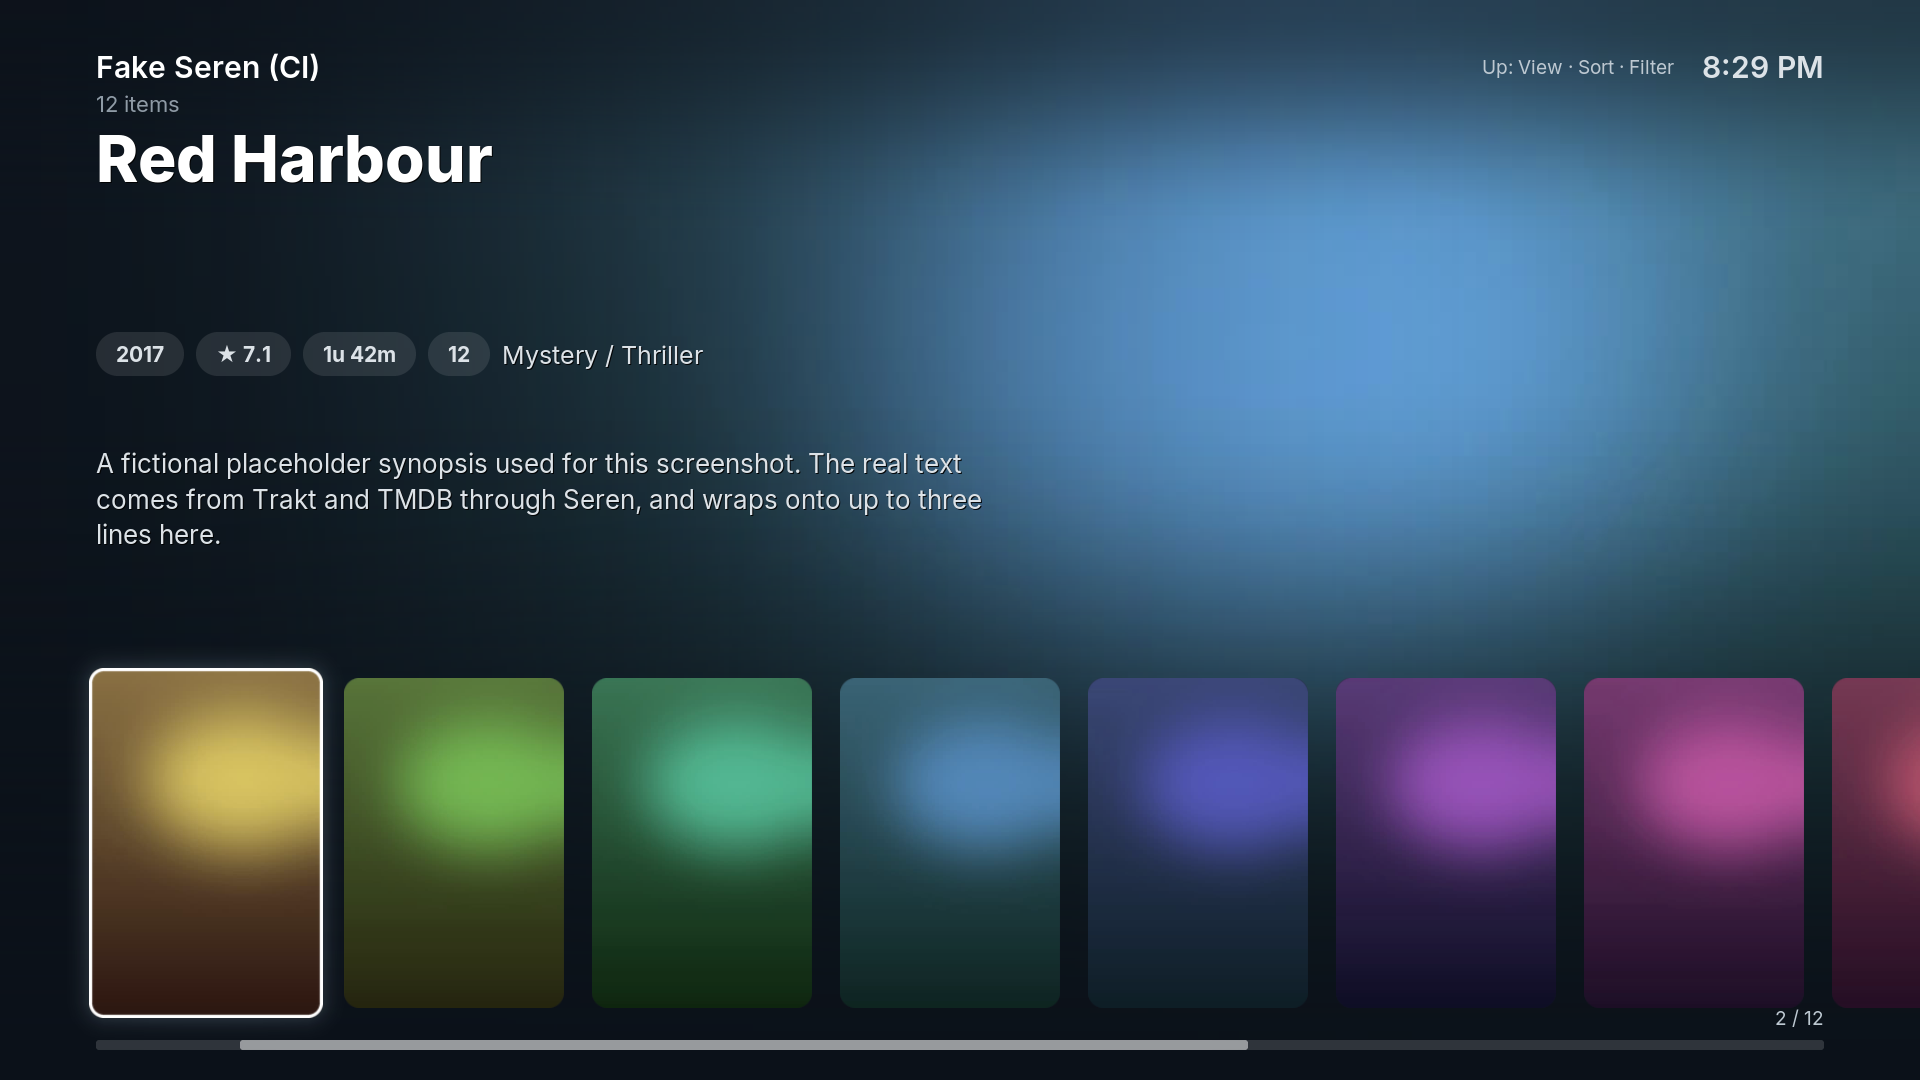 Fake Seren (CI)
Up: View · Sort · Filter
8:29 PM
12 items
Red Harbour
2017
★ 7.1
1u 42m
12
Mystery / Thriller
A fictional placeholder synopsis used for this screenshot. The real text
comes from Trakt and TMDB through Seren, and wraps onto up to three
lines here.
2 / 12